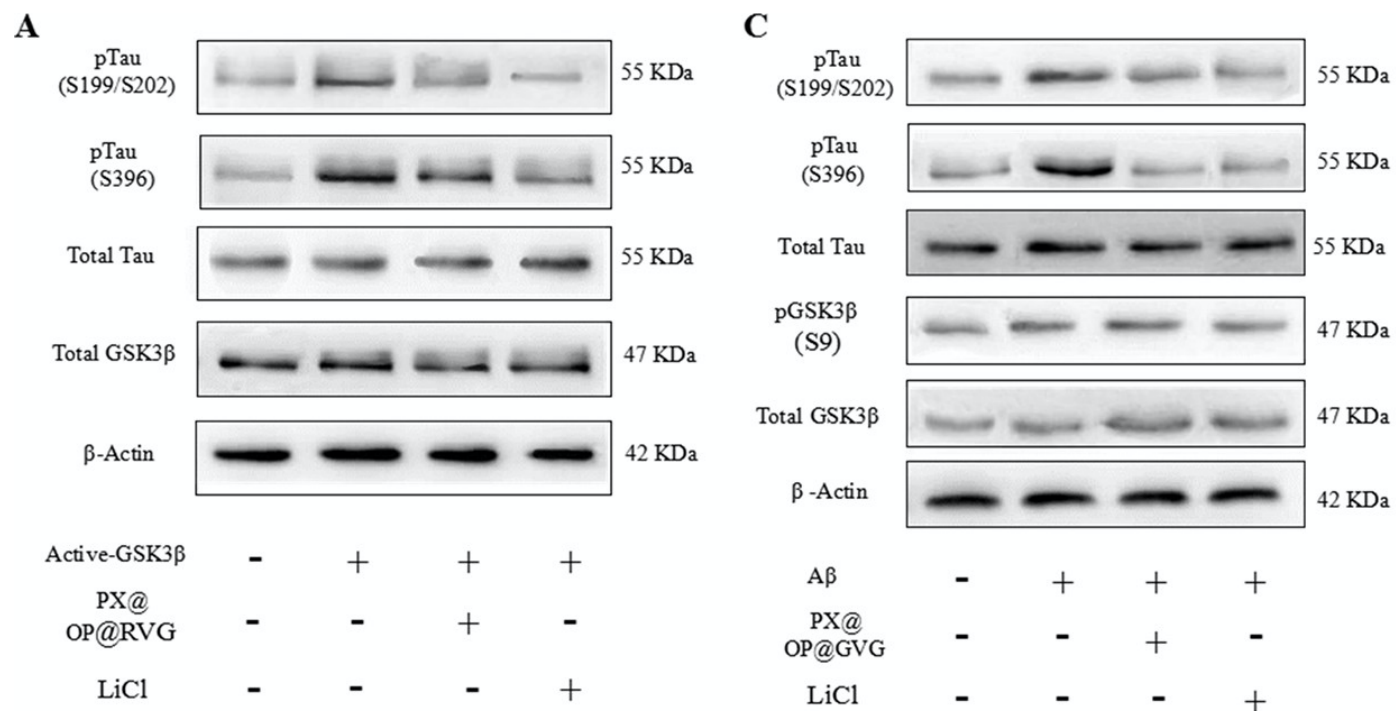 A
pTau
(S199/S202)
55 KDa
pTau
(S396)
55 KDa
Total Tau
55 KDa
Total GSK3β
47 KDa
β-Actin
42 KDa
Active-GSK3β - + + +
PX@
OP@RVG - - + -
LiCl - - - +
C
pTau
(S199/S202)
55 KDa
pTau
(S396)
55 KDa
Total Tau
55 KDa
pGSK3β
(S9)
47 KDa
Total GSK3β
47 KDa
β -Actin
42 KDa
Aβ - + + +
PX@
OP@GVG - - + -
LiCl - - - +